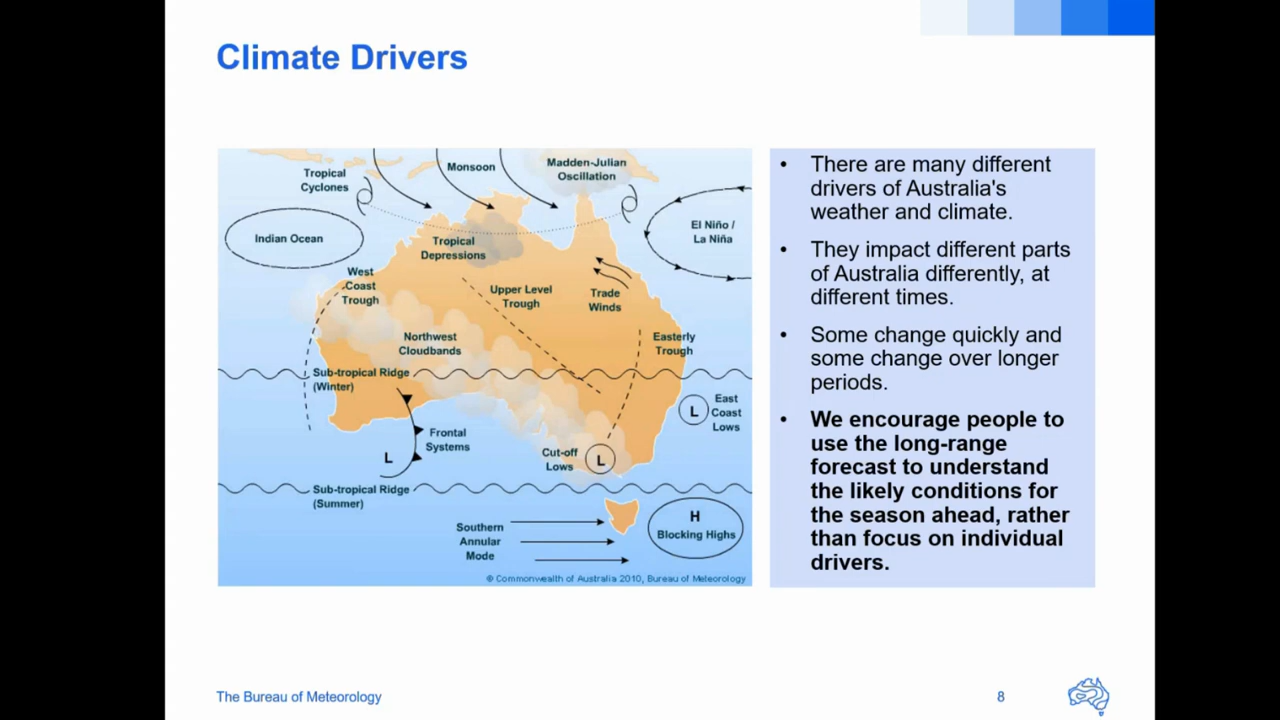 Climate Drivers
Tropical
Cyclones
Monsoon
Madden-Julian
Oscillation
Indian Ocean
El Niño /
La Niña
Tropical
Depressions
West
Coast
Trough
Upper Level
Trough
Trade
Winds
Northwest
Cloudbands
Easterly
Trough
Sub-tropical Ridge
(Winter)
L
East
Coast
Lows
Frontal
Systems
L
Cut-off
Lows
L
Sub-tropical Ridge
(Summer)
Southern
Annular
Mode
H
Blocking Highs
© Commonwealth of Australia 2010, Bureau of Meteorology
• There are many different
drivers of Australia's
weather and climate.
• They impact different parts
of Australia differently, at
different times.
• Some change quickly and
some change over longer
periods.
• We encourage people to
use the long-range
forecast to understand
the likely conditions for
the season ahead, rather
than focus on individual
drivers.
The Bureau of Meteorology
8